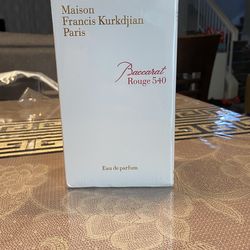 Maison
Francis Kurkdjian
Paris
Baccarat
Rouge 540
Eau de parfum